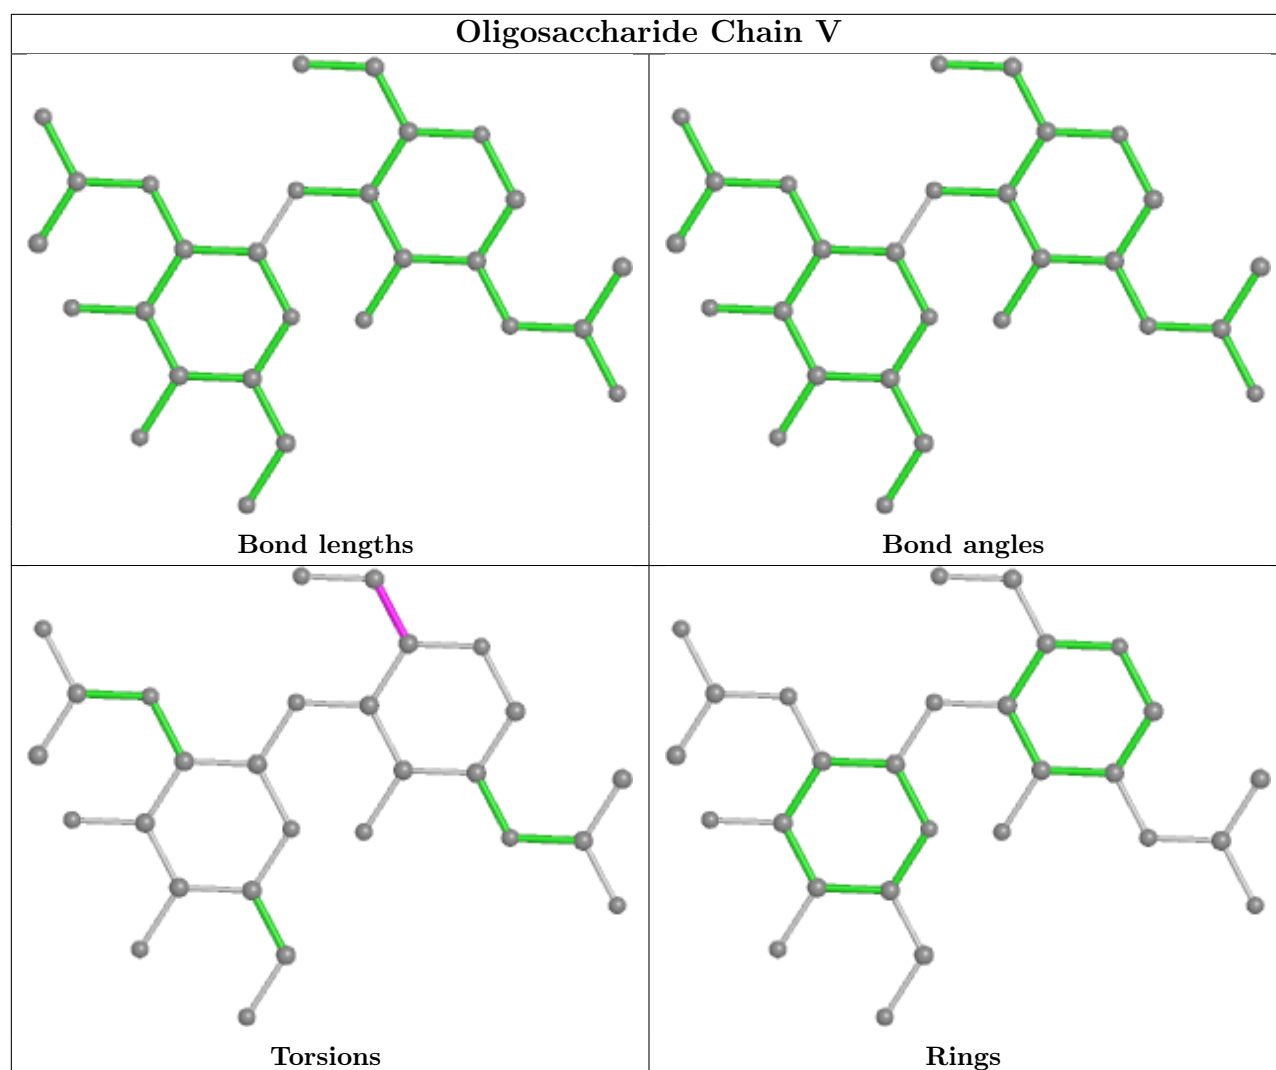 Oligosaccharide Chain V
Bond lengths
Bond angles
Torsions
Rings